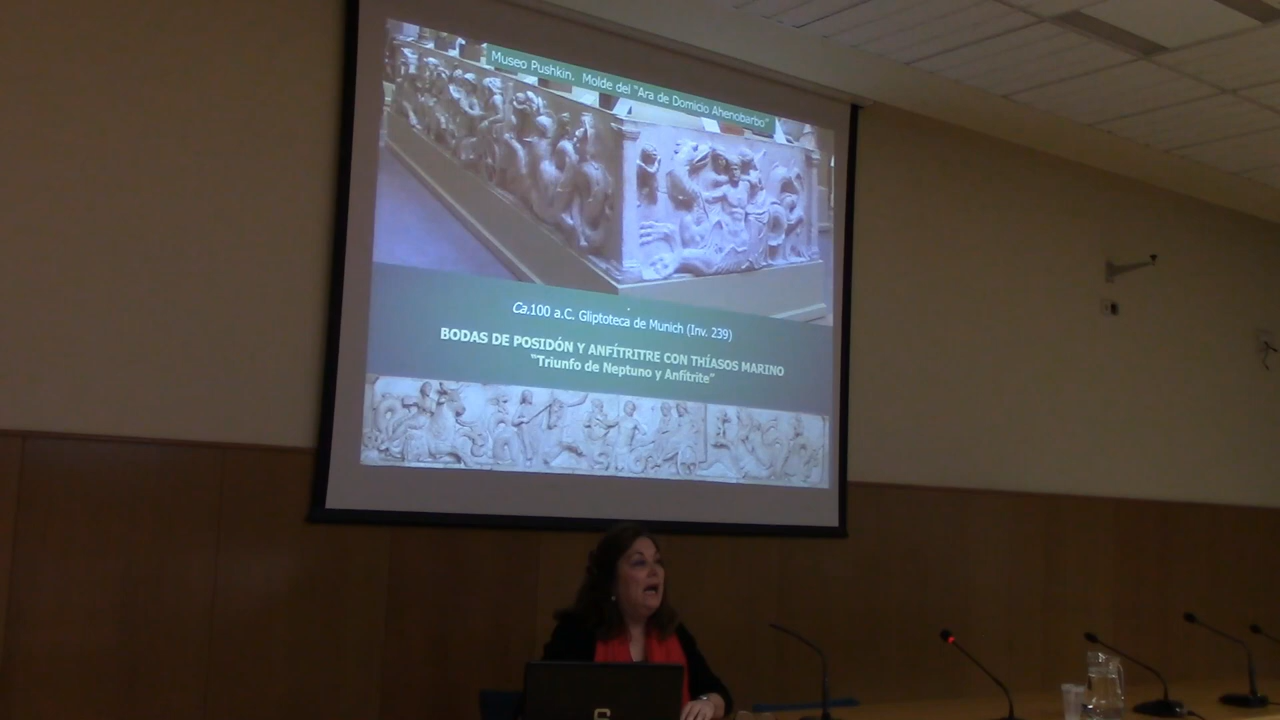 Museo Pushkin. Molde del "Ara de Domicio Ahenobarbo"
Ca.100 a.C. Gliptoteca de Munich (Inv. 239)
BODAS DE POSIDÓN Y ANFÍTRITRE CON THÍASOS MARINO
"Triunfo de Neptuno y Anfítrite"